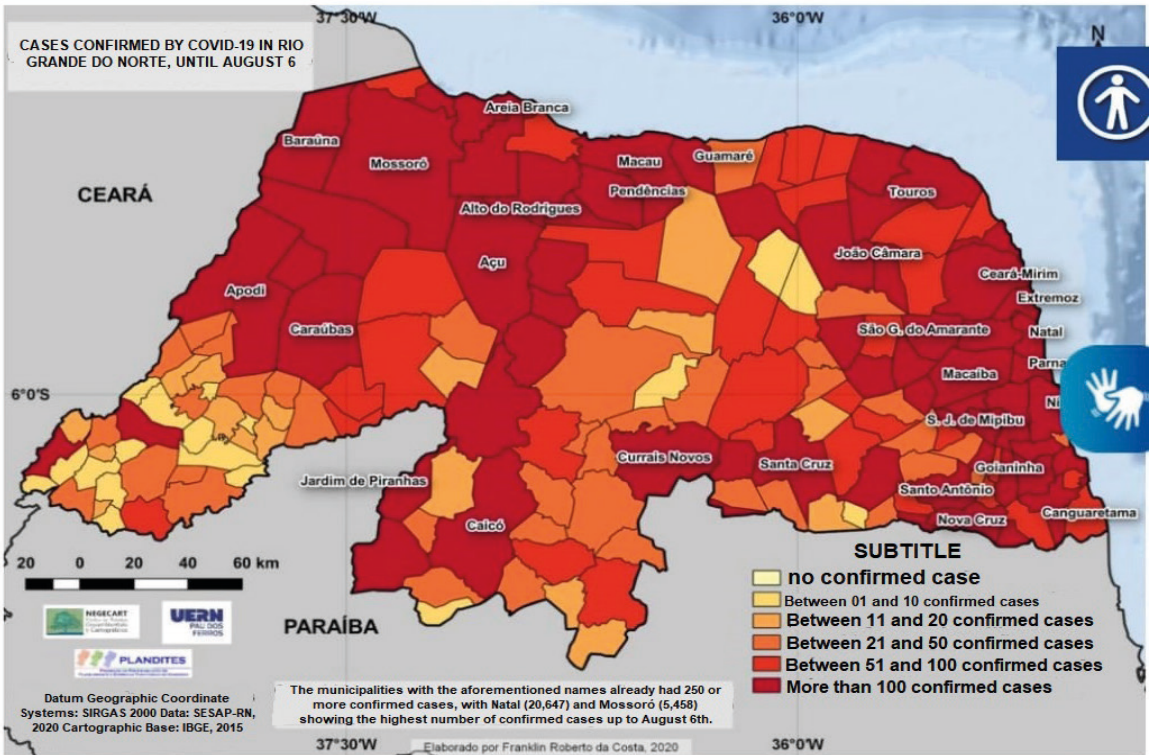 37°30'W
36°0'W
CASES CONFIRMED BY COVID-19 IN RIO
GRANDE DO NORTE, UNTIL AUGUST 6
N
Areia Branca
Baraúna
Mossoró
Macau
Guamaré
CEARÁ
Pendências
Touros
Alto do Rodrigues
Açu
João Câmara
Ceará-Mirim
Apodi
Extremoz
Caraúbas
São G. do Amarante
Natal
Parna
6°0'S
Macaíba
Ni
S. J. de Mipibu
Currais Novos
Santa Cruz
Goianinha
Jardim de Piranhas
Santo Antônio
Caicó
Nova Cruz
Canguaretama
20 0 20 40 60 km
NEGECART
UERN
PAU DOS
FERROS
PLANDITES
PARAÍBA
SUBTITLE
no confirmed case
Between 01 and 10 confirmed cases
Between 11 and 20 confirmed cases
Between 21 and 50 confirmed cases
Between 51 and 100 confirmed cases
More than 100 confirmed cases
Datum Geographic Coordinate
Systems: SIRGAS 2000 Data: SESAP-RN,
2020 Cartographic Base: IBGE, 2015
The municipalities with the aforementioned names already had 250 or
more confirmed cases, with Natal (20,647) and Mossoró (5,458)
showing the highest number of confirmed cases up to August 6th.
37°30'W
Elaborado por Franklin Roberto da Costa, 2020
36°0'W